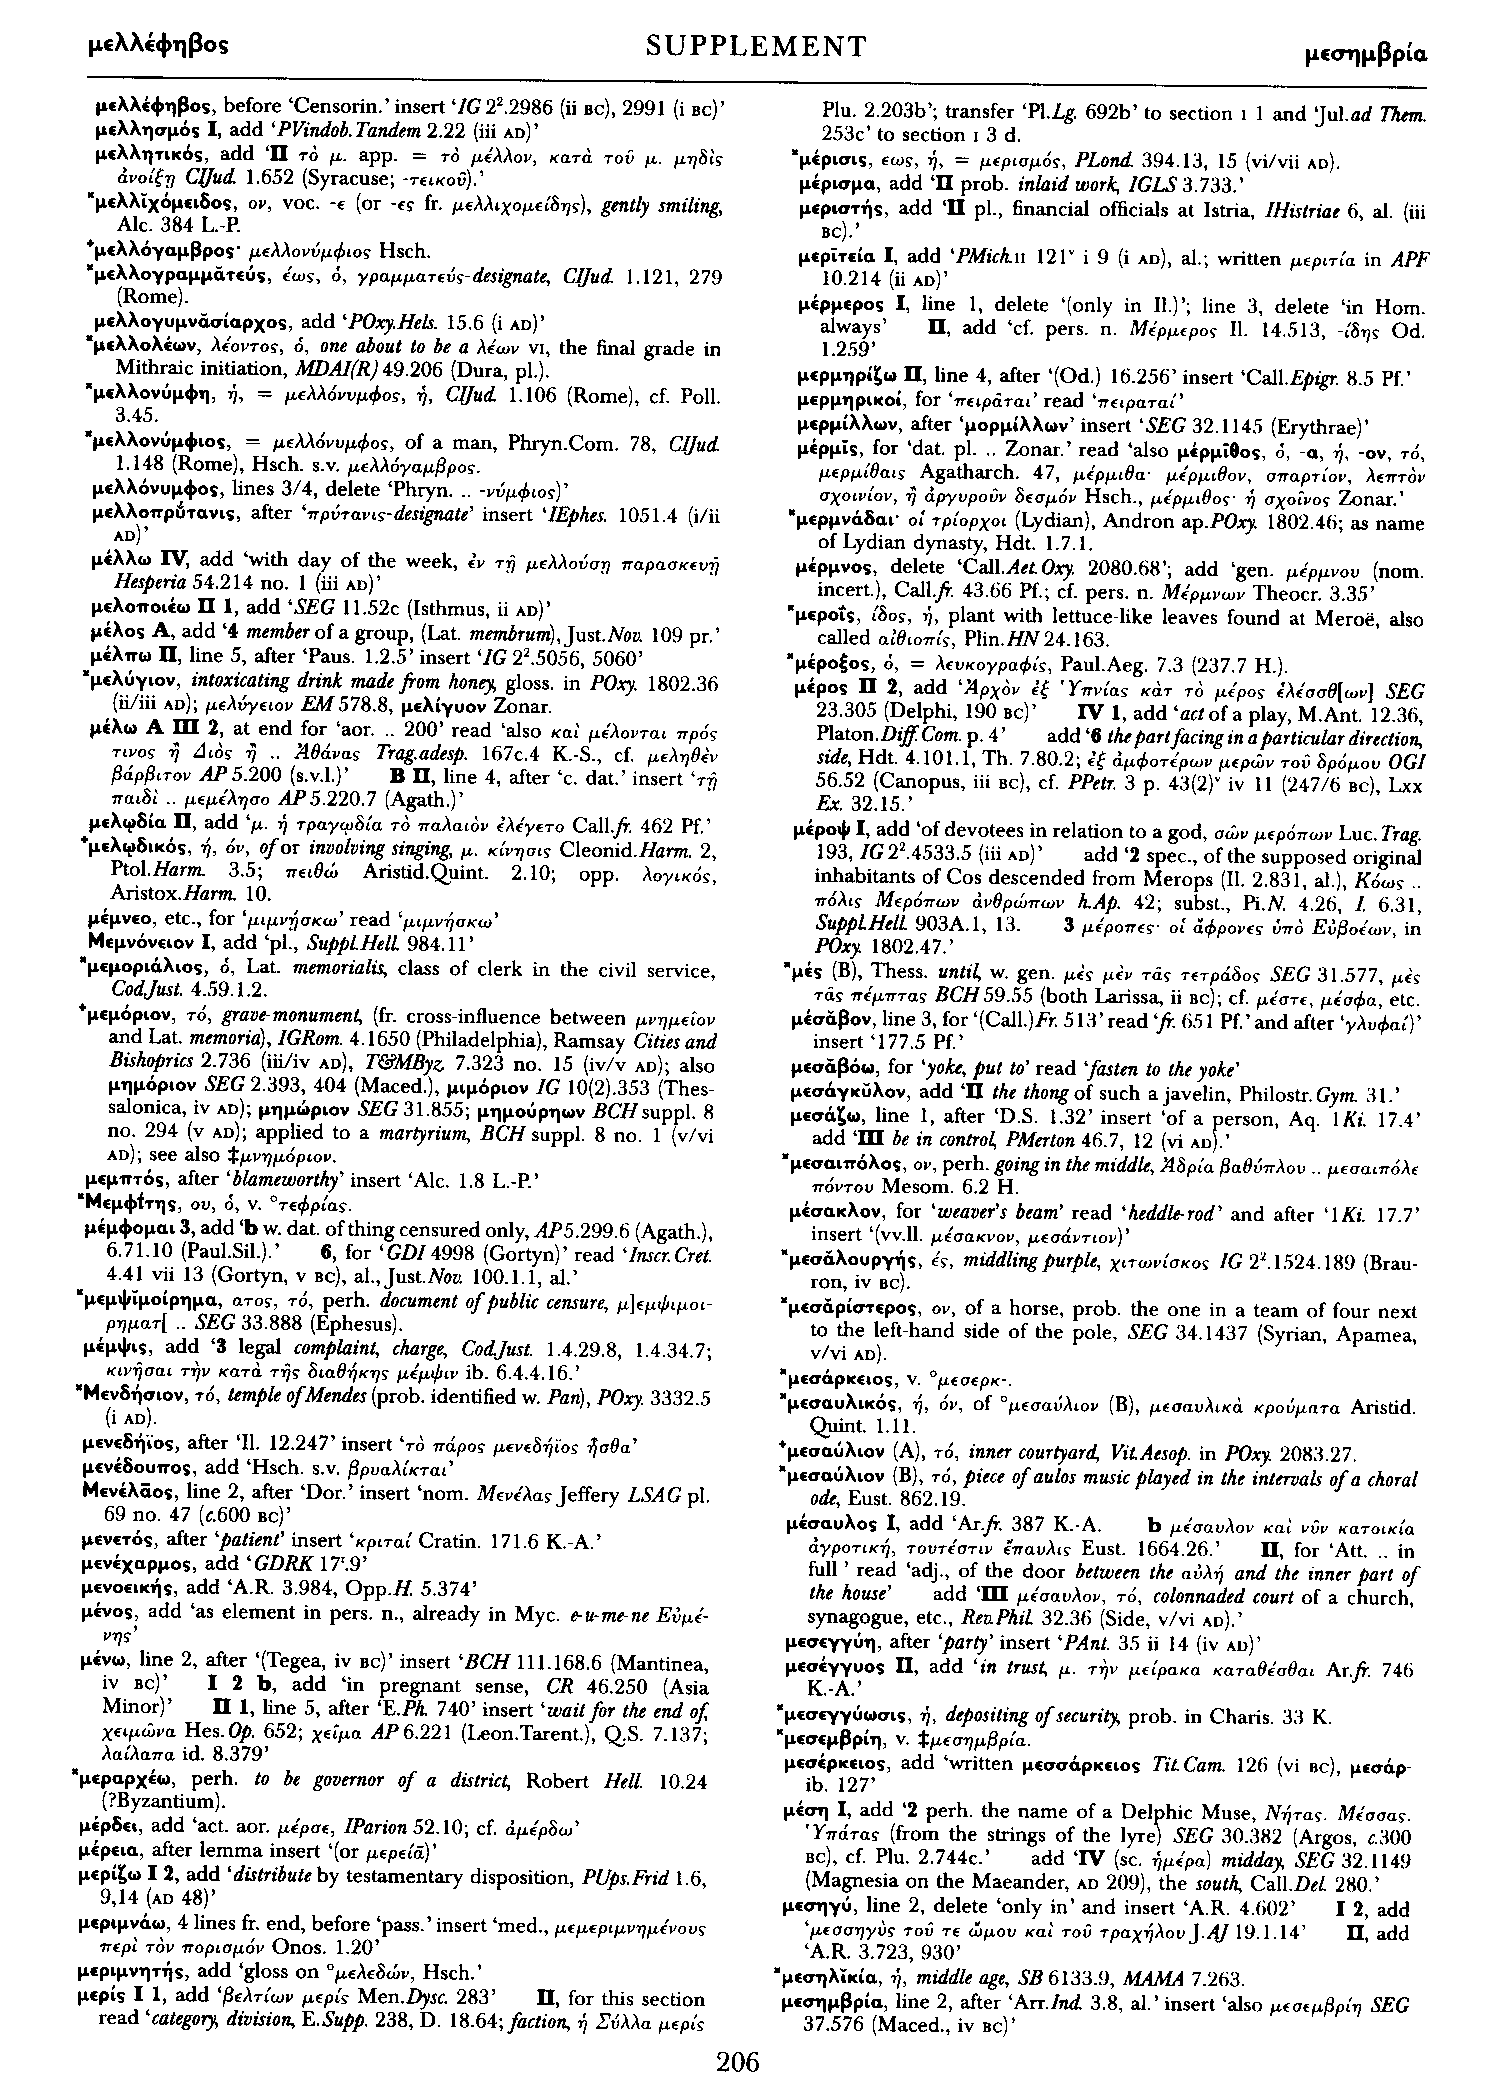 μελλέφηβος SUPPLEMENT μεσημβρία
μελλέφηβος, before ‘Censorin.’ insert ‘IG 2².2986 (ii BC), 2991 (i BC)’
μελλησμός I, add ‘PVindob.Tandem 2.22 (iii AD)’
μελλητικός, add ‘II τὸ μ. app. = τὸ μέλλον, κατὰ τοῦ μ. μηδὶς
ἀνοίξῃ CIJud. 1.652 (Syracuse; -τεικοῦ).’
*μελλῐχόμειδος, ον, voc. -ε (or -ες fr. μελλιχομείδης), gently smiling,
Alc. 384 L.-P.
⁺μελλόγαμβρος· μελλονύμφιος Hsch.
*μελλογραμμᾰτεύς, έως, ὁ, γραμματεύς-designate, CIJud. 1.121, 279
(Rome).
μελλογυμνᾰσίαρχος, add ‘POxy.Hels. 15.6 (i AD)’
*μελλολέων, λέοντος, ὁ, one about to be a λέων VI, the final grade in
Mithraic initiation, MDAI(R) 49.206 (Dura, pl.).
*μελλονύμφη, ἡ, = μελλόνυμφος, ἡ, CIJud. 1.106 (Rome), cf. Poll.
3.45.
*μελλονύμφιος, = μελλόνυμφος, of a man, Phryn.Com. 78, CIJud.
1.148 (Rome), Hsch. s.v. μελλόγαμβρος.
μελλόνυμφος, lines 3/4, delete ‘Phryn. .. -νύμφιος)’
μελλοπρύτανις, after ‘πρύτανις-designate’ insert ‘IEphes. 1051.4 (i/ii
AD)’
μέλλω IV, add ‘with day of the week, ἐν τῇ μελλούσῃ παρασκευῇ
Hesperia 54.214 no. 1 (iii AD)’
μελοποιέω II 1, add ‘SEG 11.52c (Isthmus, ii AD)’
μέλος A, add ‘4 member of a group, (Lat. membrum), Just.Nov. 109 pr.’
μέλπω II, line 5, after ‘Paus. 1.2.5’ insert ‘IG 2².5056, 5060’
*μελύγιον, intoxicating drink made from honey, gloss. in POxy. 1802.36
(ii/iii AD); μελύγειον EM 578.8, μελίγυον Zonar.
μέλω A III 2, at end for ‘aor. .. 200’ read ‘also καὶ μέλονται πρός
τινος ἢ Διὸς ἢ .. Ἀθάνας Trag.adesp. 167c.4 K.-S., cf. μεληθὲν
βάρβιτον AP 5.200 (s.v.l.)’ B II, line 4, after ‘c. dat.’ insert ‘τῇ
παιδὶ .. μεμέλησο AP 5.220.7 (Agath.)’
μελῳδία II, add ‘μ. ἡ τραγῳδία τὸ παλαιὸν ἐλέγετο Call.fr. 462 Pf.’
⁺μελῳδικός, ή, όν, of or involving singing, μ. κίνησις Cleonid.Harm. 2,
Ptol.Harm. 3.5; πειθώ Aristid.Quint. 2.10; opp. λογικός,
Aristox.Harm. 10.
μέμνεο, etc., for ‘μιμνῄσκω’ read ‘μιμνήσκω’
Μεμνόνειον I, add ‘pl., Suppl.Hell. 984.11’
*μεμοριάλιος, ὁ, Lat. memorialis, class of clerk in the civil service,
Cod.Just. 4.59.1.2.
⁺μεμόριον, τό, grave-monument, (fr. cross-influence between μνημεῖον
and Lat. memoria), IGRom. 4.1650 (Philadelphia), Ramsay Cities and
Bishoprics 2.736 (iii/iv AD), T&MByz. 7.323 no. 15 (iv/v AD); also
μημόριον SEG 2.393, 404 (Maced.), μιμόριον IG 10(2).353 (Thes-
salonica, iv AD); μημώριον SEG 31.855; μημούρηων BCH suppl. 8
no. 294 (v AD); applied to a martyrium, BCH suppl. 8 no. 1 (v/vi
AD); see also ‡μνημόριον.
μεμπτός, after ‘blameworthy’ insert ‘Alc. 1.8 L.-P.’
*Μεμφῑ́της, ου, ὁ, v. °τεφρίας.
μέμφομαι 3, add ‘b w. dat. of thing censured only, AP 5.299.6 (Agath.),
6.71.10 (Paul.Sil.).’ 6, for ‘GDI 4998 (Gortyn)’ read ‘Inscr.Cret.
4.41 vii 13 (Gortyn, v BC), al., Just.Nov. 100.1.1, al.’
*μεμψῐμοίρημα, ατος, τό, perh. document of public censure, μ]εμψιμοι-
ρηματ[ .. SEG 33.888 (Ephesus).
μέμψις, add ‘3 legal complaint, charge, Cod.Just. 1.4.29.8, 1.4.34.7;
κινῆσαι τὴν κατὰ τῆς διαθήκης μέμψιν ib. 6.4.4.16.’
*Μενδήσιον, τό, temple of Mendes (prob. identified w. Pan), POxy. 3332.5
(i AD).
μενεδήϊος, after ‘Il. 12.247’ insert ‘τὸ πάρος μενεδήϊος ἦσθα’
μενέδουπος, add ‘Hsch. s.v. βρυαλίκται’
Μενέλᾱος, line 2, after ‘Dor.’ insert ‘nom. Μενέλας Jeffery LSAG pl.
69 no. 47 (c.600 BC)’
μενετός, after ‘patient’ insert ‘κριταί Cratin. 171.6 K.-A.’
μενέχαρμος, add ‘GDRK 17ʳ.9’
μενοεικής, add ‘A.R. 3.984, Opp.H. 5.374’
μένος, add ‘as element in pers. n., already in Myc. e-u-me-ne Εὐμέ-
νης’
μένω, line 2, after ‘(Tegea, iv BC)’ insert ‘BCH 111.168.6 (Mantinea,
iv BC)’ I 2 b, add ‘in pregnant sense, CR 46.250 (Asia
Minor)’ II 1, line 5, after ‘E.Ph. 740’ insert ‘wait for the end of,
χειμῶνα Hes.Op. 652; χεῖμα AP 6.221 (Leon.Tarent.), Q.S. 7.137;
λαίλαπα id. 8.379’
*μεραρχέω, perh. to be governor of a district, Robert Hell. 10.24
(?Byzantium).
μέρδει, add ‘act. aor. μέρσε, IParion 52.10; cf. ἀμέρδω’
μέρεια, after lemma insert ‘(or μερείᾱ)’
μερίζω I 2, add ‘distribute by testamentary disposition, PUps.Frid 1.6,
9,14 (AD 48)’
μεριμνάω, 4 lines fr. end, before ‘pass.’ insert ‘med., μεμεριμνημένους
περὶ τὸν πορισμόν Onos. 1.20’
μεριμνητής, add ‘gloss on °μελεδών, Hsch.’
μερίς I 1, add ‘βελτίων μερίς Men.Dysc. 283’ II, for this section
read ‘category, division, E.Supp. 238, D. 18.64; faction, ἡ Σύλλα μερίς
Plu. 2.203b’; transfer ‘Pl.Lg. 692b’ to section I 1 and ‘Jul.ad Them.
253c’ to section I 3 d.
*μέρισις, εως, ἡ, = μερισμός, PLond. 394.13, 15 (vi/vii AD).
μέρισμα, add ‘II prob. inlaid work, IGLS 3.733.’
μεριστής, add ‘II pl., financial officials at Istria, IHistriae 6, al. (iii
BC).’
μερῑτεία I, add ‘PMich.II 121ᵛ i 9 (i AD), al.; written μεριτία in APF
10.214 (ii AD)’
μέρμερος I, line 1, delete ‘(only in Il.)’; line 3, delete ‘in Hom.
always’ II, add ‘cf. pers. n. Μέρμερος Il. 14.513, -ίδης Od.
1.259’
μερμηρίζω II, line 4, after ‘(Od.) 16.256’ insert ‘Call.Epigr. 8.5 Pf.’
μερμηρικοί, for ‘πειρᾶται’ read ‘πειραταί’
μερμίλλων, after ‘μορμίλλων’ insert ‘SEG 32.1145 (Erythrae)’
μέρμῑς, for ‘dat. pl. .. Zonar.’ read ‘also μέρμῑθος, ὁ, -α, ἡ, -ον, τό,
μερμίθαις Agatharch. 47, μέρμιθα· μέρμιθον, σπαρτίον, λεπτὸν
σχοινίον, ἢ ἀργυροῦν δεσμόν Hsch., μέρμιθος· ἡ σχοῖνος Zonar.’
*μερμνάδαι· οἱ τρίορχοι (Lydian), Andron ap.POxy. 1802.46; as name
of Lydian dynasty, Hdt. 1.7.1.
μέρμνος, delete ‘Call.Aet.Oxy. 2080.68’; add ‘gen. μέρμνου (nom.
incert.), Call.fr. 43.66 Pf.; cf. pers. n. Μέρμνων Theocr. 3.35’
*μεροΐς, ίδος, ἡ, plant with lettuce-like leaves found at Meroë, also
called αἰθιοπίς, Plin.HN 24.163.
*μέροξος, ὁ, = λευκογραφίς, Paul.Aeg. 7.3 (237.7 H.).
μέρος II 2, add ‘Ἀρχὸν ἐξ Ὑπνίας κὰτ τὸ μέρος ἑλέσσθ[ων] SEG
23.305 (Delphi, 190 BC)’ IV 1, add ‘act of a play, M.Ant. 12.36,
Platon.Diff.Com. p. 4’ add ‘6 the part facing in a particular direction,
side, Hdt. 4.101.1, Th. 7.80.2; ἐξ ἀμφοτέρων μερῶν τοῦ δρόμου OGI
56.52 (Canopus, iii BC), cf. PPetr. 3 p. 43(2)ᵛ iv 11 (247/6 BC), LXX
Ex. 32.15.’
μέροψ I, add ‘of devotees in relation to a god, σῶν μερόπων Luc.Trag.
193, IG 2².4533.5 (iii AD)’ add ‘2 spec., of the supposed original
inhabitants of Cos descended from Merops (Il. 2.831, al.), Κόως ..
πόλις Μερόπων ἀνθρώπων h.Ap. 42; subst., Pi.N. 4.26, I. 6.31,
Suppl.Hell. 903A.1, 13. 3 μέροπες· οἱ ἄφρονες ὑπὸ Εὐβοέων, in
POxy. 1802.47.’
*μές (B), Thess. until, w. gen. μὲς μὲν τᾶς τετράδος SEG 31.577, μὲς
τᾶς πέμπτας BCH 59.55 (both Larissa, ii BC); cf. μέστε, μέσφα, etc.
μέσᾰβον, line 3, for ‘(Call.)Fr. 513’ read ‘fr. 651 Pf.’ and after ‘γλυφαί)’
insert ‘177.5 Pf.’
μεσᾰβόω, for ‘yoke, put to’ read ‘fasten to the yoke’
μεσάγκῠλον, add ‘II the thong of such a javelin, Philostr.Gym. 31.’
μεσάζω, line 1, after ‘D.S. 1.32’ insert ‘of a person, Aq. 1Ki. 17.4’
add ‘III be in control, PMerton 46.7, 12 (vi AD).’
*μεσαιπόλος, ον, perh. going in the middle, Ἀδρία βαθύπλου .. μεσαιπόλε
πόντου Mesom. 6.2 H.
μέσακλον, for ‘weaver's beam’ read ‘heddle-rod’ and after ‘1Ki. 17.7’
insert ‘(vv.ll. μέσακνον, μεσάντιον)’
*μεσᾰλουργής, ές, middling purple, χιτωνίσκος IG 2².1524.189 (Brau-
ron, iv BC).
*μεσᾰρίστερος, ον, of a horse, prob. the one in a team of four next
to the left-hand side of the pole, SEG 34.1437 (Syrian, Apamea,
v/vi AD).
*μεσάρκειος, v. °μεσερκ-.
*μεσαυλικός, ή, όν, of °μεσαύλιον (B), μεσαυλικὰ κρούματα Aristid.
Quint. 1.11.
⁺μεσαύλιον (A), τό, inner courtyard, Vit.Aesop. in POxy. 2083.27.
*μεσαύλιον (B), τό, piece of aulos music played in the intervals of a choral
ode, Eust. 862.19.
μέσαυλος I, add ‘Ar.fr. 387 K.-A. b μέσαυλον καὶ νῦν κατοικία
ἀγροτική, τουτέστιν ἔπαυλις Eust. 1664.26.’ II, for ‘Att. .. in
full’ read ‘adj., of the door between the αὐλή and the inner part of
the house’ add ‘III μέσαυλον, τό, colonnaded court of a church,
synagogue, etc., Rev.Phil. 32.36 (Side, v/vi AD).’
μεσεγγύη, after ‘party’ insert ‘PAnt. 35 ii 14 (iv AD)’
μεσέγγυος II, add ‘in trust, μ. τὴν μείρακα καταθέσθαι Ar.fr. 746
K.-A.’
*μεσεγγύωσις, ἡ, depositing of security, prob. in Charis. 33 K.
*μεσεμβρίη, v. ‡μεσημβρία.
μεσέρκειος, add ‘written μεσσάρκειος Tit.Cam. 126 (vi BC), μεσάρ-
ib. 127’
μέση I, add ‘2 perh. the name of a Delphic Muse, Νήτας. Μέσσας.
Ὑπάτας (from the strings of the lyre) SEG 30.382 (Argos, c.300
BC), cf. Plu. 2.744c.’ add ‘IV (sc. ἡμέρα) midday, SEG 32.1149
(Magnesia on the Maeander, AD 209), the south, Call.Del. 280.’
μεσηγύ, line 2, delete ‘only in’ and insert ‘A.R. 4.602’ I 2, add
‘μεσσηγὺς τοῦ τε ὤμου καὶ τοῦ τραχήλου J.AJ 19.1.14’ II, add
‘A.R. 3.723, 930’
*μεσηλῐκία, ἡ, middle age, SB 6133.9, MAMA 7.263.
μεσημβρία, line 2, after ‘Arr.Ind. 3.8, al.’ insert ‘also μεσεμβρίη SEG
37.576 (Maced., iv BC)’
206